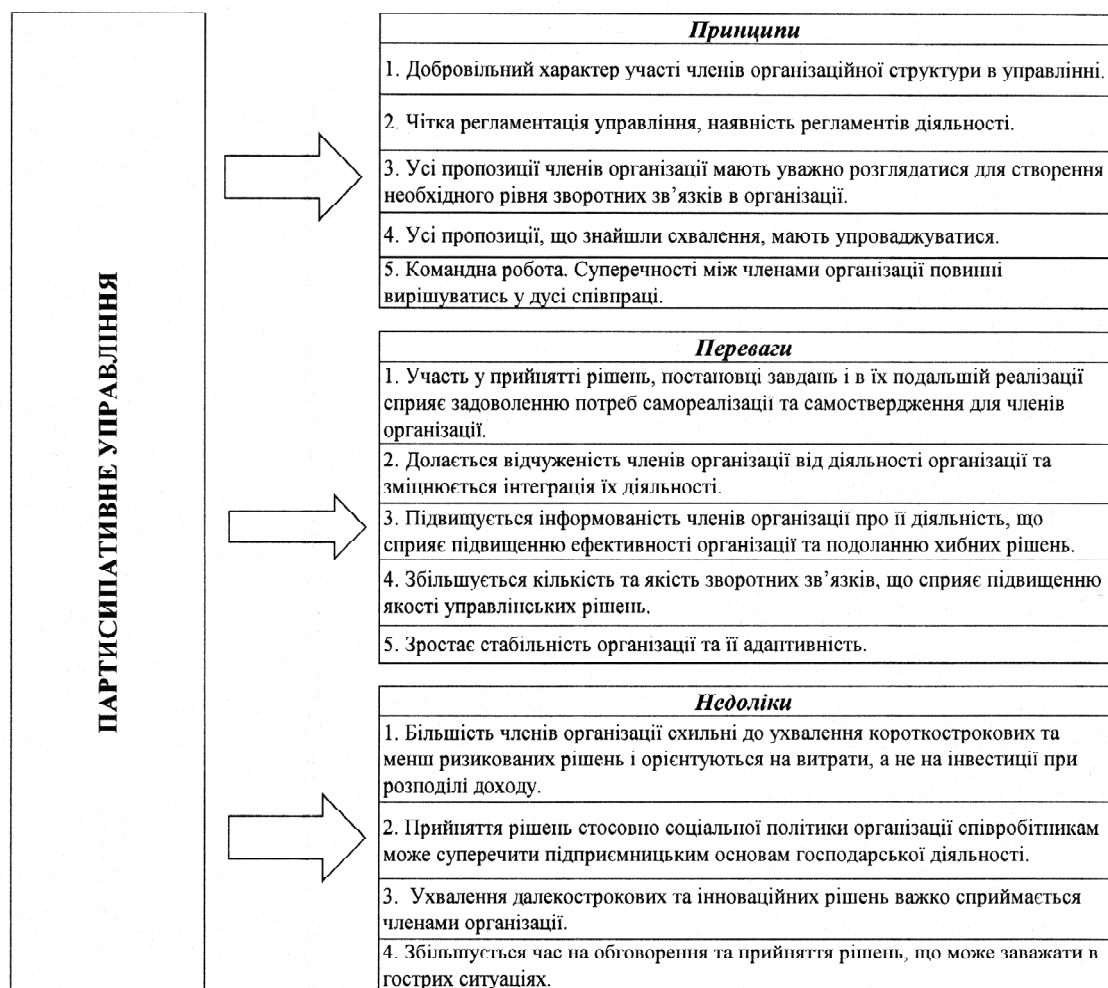 ПАРТИСИПАТИВНЕ УПРАВЛІННЯ
Принципи
1. Добровільний характер участі членів організаційної структури в управлінні.
2. Чітка регламентація управління, наявність регламентів діяльності.
3. Усі пропозиції членів організації мають уважно розглядатися для створення
необхідного рівня зворотних зв’язків в організації.
4. Усі пропозиції, що знайшли схвалення, мають упроваджуватися.
5. Командна робота. Суперечності між членами організації повинні
вирішуватись у дусі співпраці.
Переваги
1. Участь у прийнятті рішень, постановці завдань і в їх подальшій реалізації
сприяє задоволенню потреб самореалізації та самоствердження для членів
організації.
2. Долається відчуженість членів організації від діяльності організації та
зміцнюється інтеграція їх діяльності.
3. Підвищується інформованість членів організації про її діяльність, що
сприяє підвищенню ефективності організації та подоланню хибних рішень.
4. Збільшується кількість та якість зворотних зв’язків, що сприяє підвищенню
якості управлінських рішень.
5. Зростає стабільність організації та її адаптивність.
Недоліки
1. Більшість членів організації схильні до ухвалення короткострокових та
менш ризикованих рішень і орієнтуються на витрати, а не на інвестиції при
розподілі доходу.
2. Прийняття рішень стосовно соціальної політики організації співробітникам
може суперечити підприємницьким основам господарської діяльності.
3. Ухвалення далекострокових та інноваційних рішень важко сприймається
членами організації.
4. Збільшується час на обговорення та прийняття рішень, що може заважати в
гострих ситуаціях.